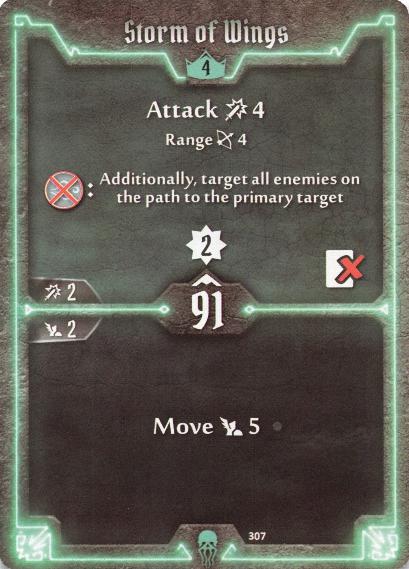 Storm of Wings
4
Attack 4
Range 4
: Additionally, target all enemies on
the path to the primary target
2
2
91
2
Move 5
307